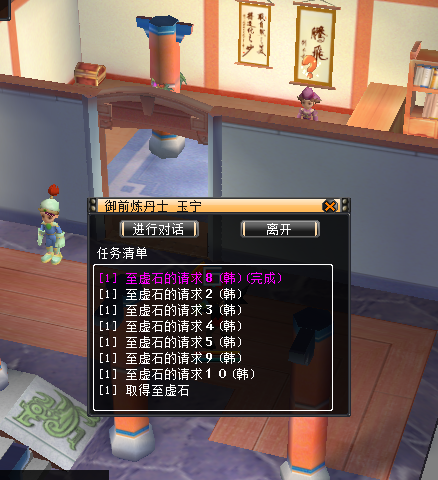 腾飞
御前炼丹士 玉宁
进行对话
离开
任务清单
[1] 至虚石的请求8(韩)(完成)
[1] 至虚石的请求2(韩)
[1] 至虚石的请求3(韩)
[1] 至虚石的请求4(韩)
[1] 至虚石的请求5(韩)
[1] 至虚石的请求9(韩)
[1] 至虚石的请求10(韩)
[1] 取得至虚石